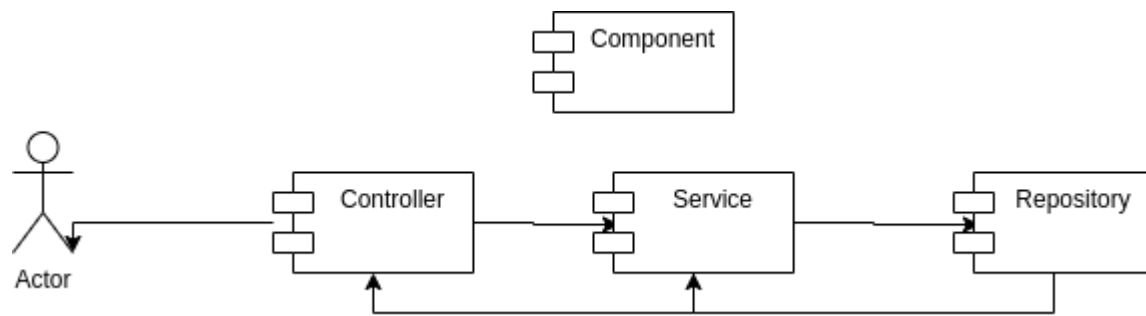 Component
Controller
Service
Repository
Actor